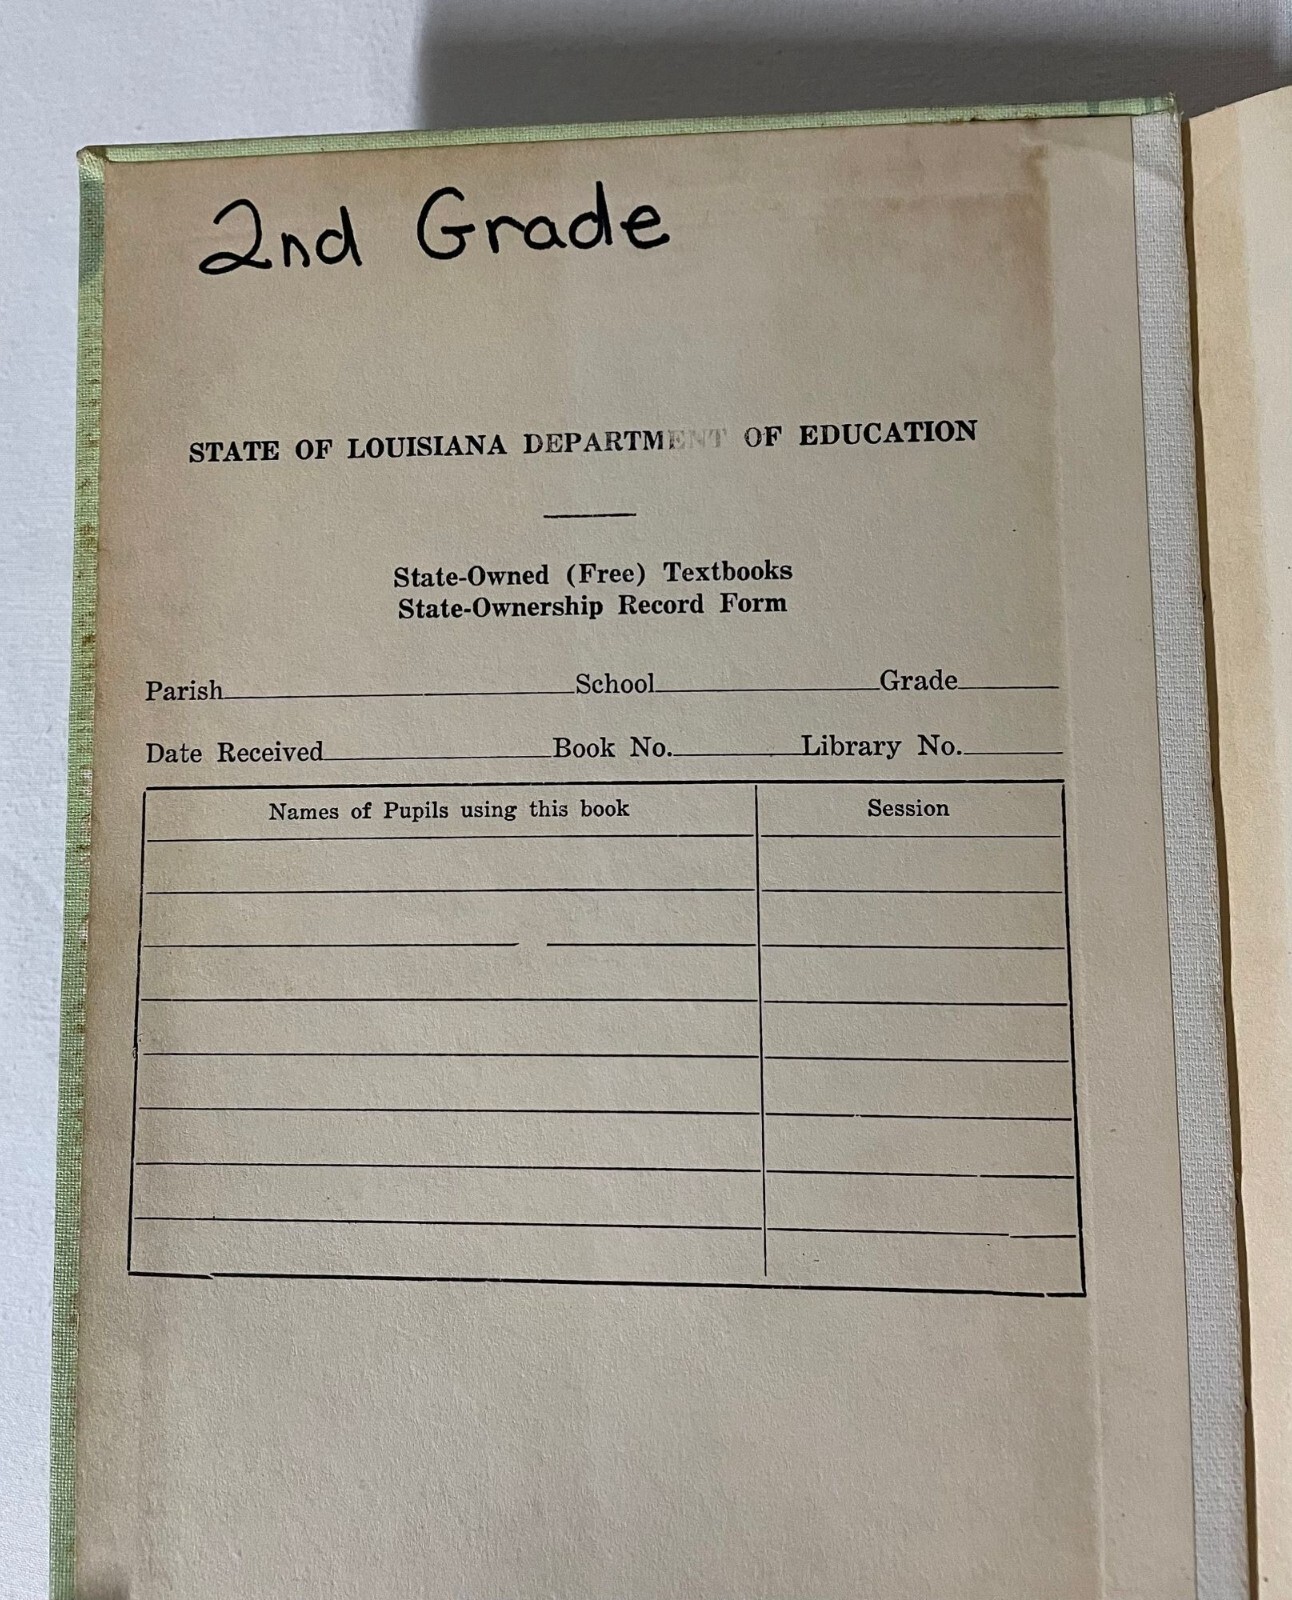 2nd Grade
STATE OF LOUISIANA DEPARTMENT OF EDUCATION
State-Owned (Free) Textbooks
State-Ownership Record Form
Parish School Grade
Date Received Book No. Library No.
Names of Pupils using this book Session